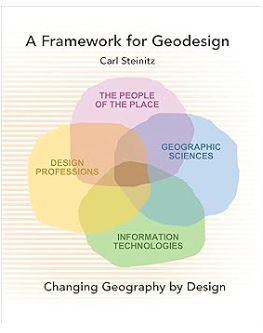 A Framework for Geodesign
Carl Steinitz
THE PEOPLE
OF THE PLACE
GEOGRAPHIC
SCIENCES
DESIGN
PROFESSIONS
INFORMATION
TECHNOLOGIES
Changing Geography by Design